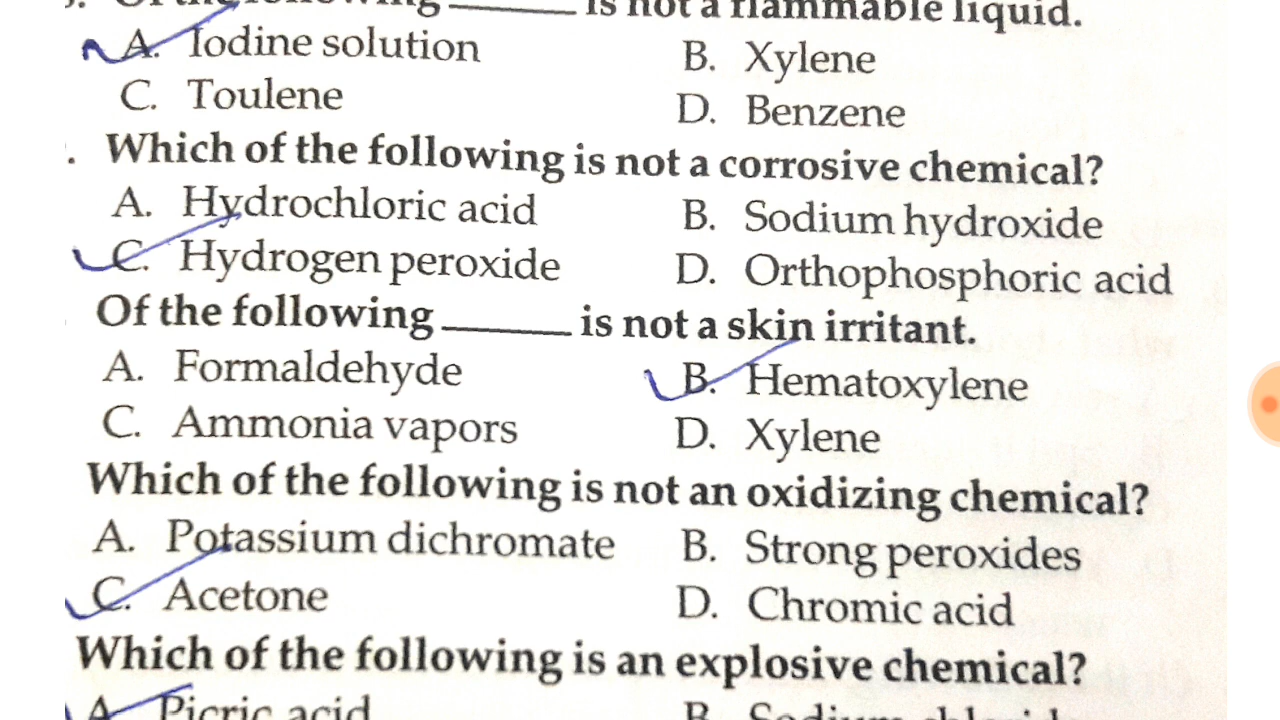 is not a flammable liquid.
A. Iodine solution B. Xylene
C. Toulene D. Benzene
. Which of the following is not a corrosive chemical?
A. Hydrochloric acid B. Sodium hydroxide
C. Hydrogen peroxide D. Orthophosphoric acid
Of the following ______ is not a skin irritant.
A. Formaldehyde B. Hematoxylene
C. Ammonia vapors D. Xylene
Which of the following is not an oxidizing chemical?
A. Potassium dichromate B. Strong peroxides
C. Acetone D. Chromic acid
Which of the following is an explosive chemical?
A. Picric acid B.